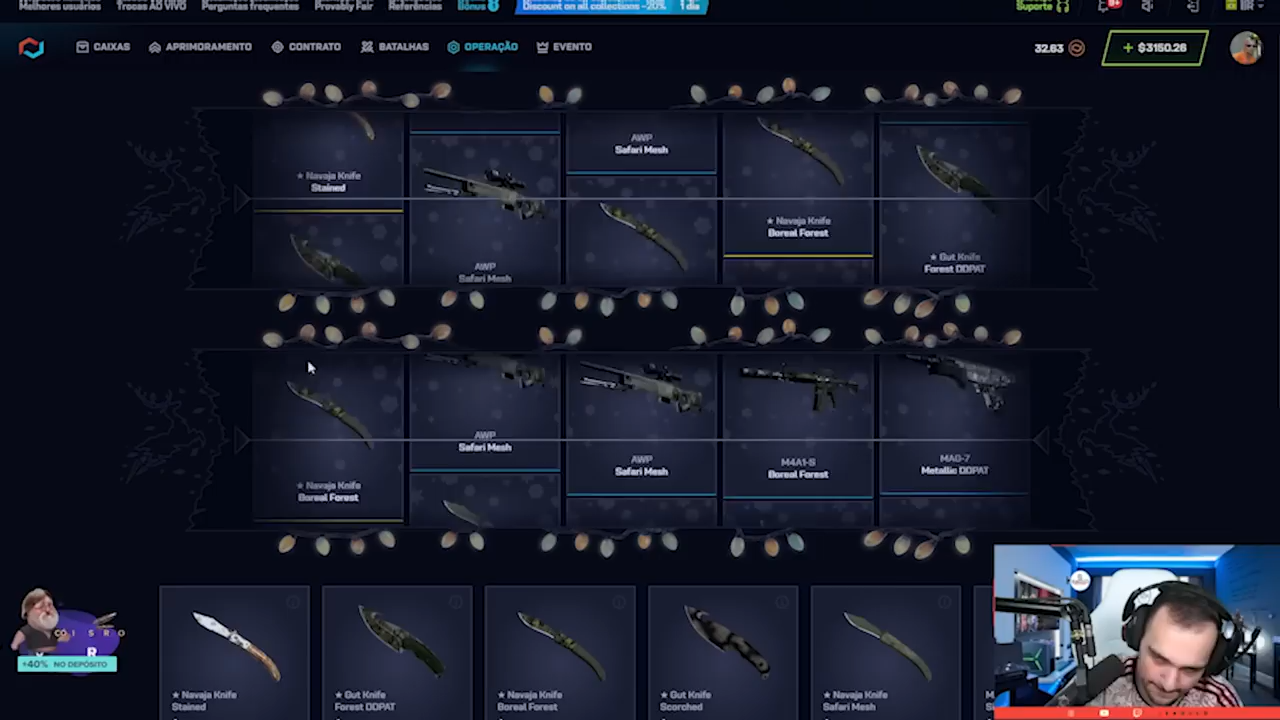 Melhores usuários Trocas AO VIVO Perguntas frequentes Provably Fair Referências Bônus Discount on all collections -20% 1 dia Suporte
CAIXAS APRIMORAMENTO CONTRATO BATALHAS OPERAÇÃO EVENTO 32.63 + $3150.26
★ Navaja Knife
Stained
AWP
Safari Mesh
AWP
Safari Mesh
★ Navaja Knife
Boreal Forest
★ Gut Knife
Forest DDPAT
★ Navaja Knife
Boreal Forest
AWP
Safari Mesh
AWP
Safari Mesh
M4A1-S
Boreal Forest
MAG-7
Metallic DDPAT
+40% NO DEPÓSITO
★ Navaja Knife
Stained
★ Gut Knife
Forest DDPAT
★ Navaja Knife
Boreal Forest
★ Gut Knife
Scorched
★ Navaja Knife
Safari Mesh